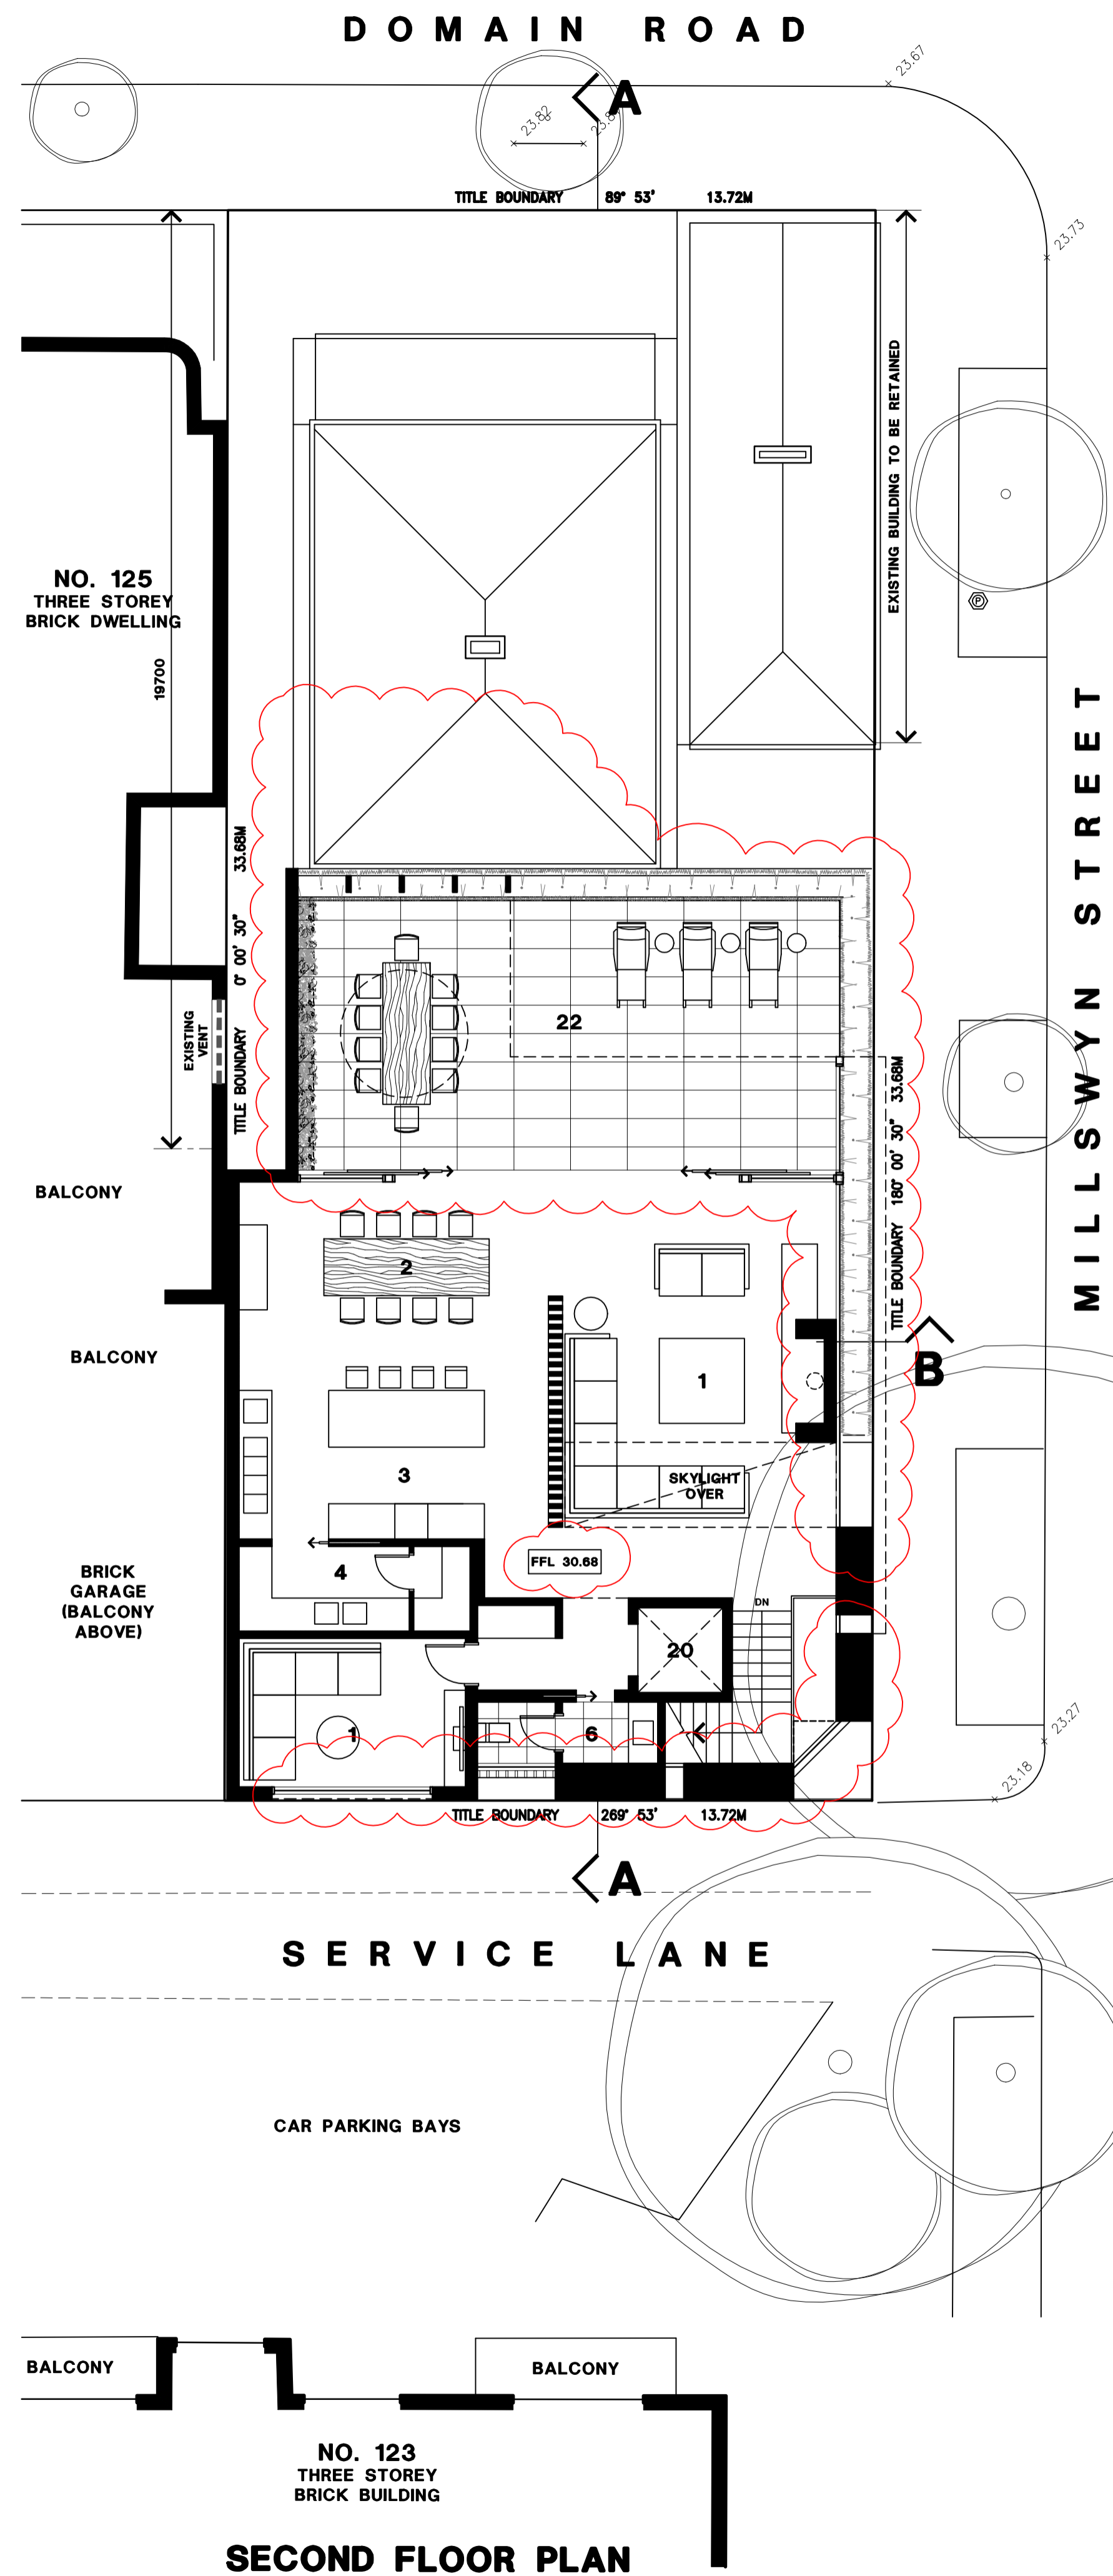 DOMAIN ROAD
23.67
A
23.82
TITLE BOUNDARY 89° 53' 13.72M
23.73
EXISTING BUILDING TO BE RETAINED
NO. 125
THREE STOREY
BRICK DWELLING
19700
MILLSWYN STREET
TITLE BOUNDARY 0° 00' 30" 33.68M
EXISTING
VENT
22
TITLE BOUNDARY 180° 00' 30" 33.68M
BALCONY
2
BALCONY
B
1
3
SKYLIGHT
OVER
FFL 30.68
BRICK
GARAGE
(BALCONY
ABOVE)
4
DN
20
1
6
23.27
23.18
TITLE BOUNDARY 269° 53' 13.72M
A
SERVICE LANE
CAR PARKING BAYS
BALCONY
BALCONY
NO. 123
THREE STOREY
BRICK BUILDING
SECOND FLOOR PLAN
P